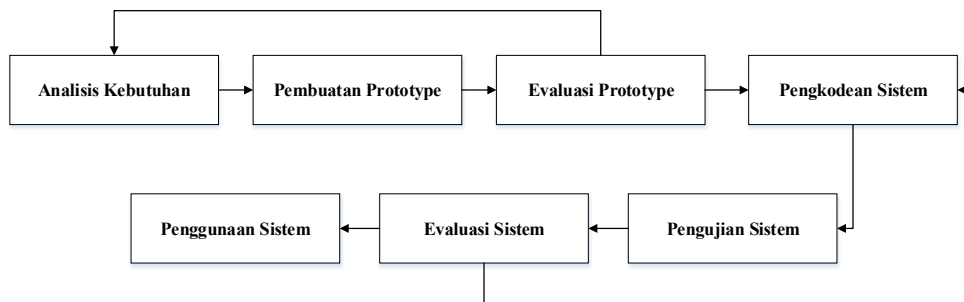 Analisis Kebutuhan
Pembuatan Prototype
Evaluasi Prototype
Pengkodean Sistem
Penggunaan Sistem
Evaluasi Sistem
Pengujian Sistem